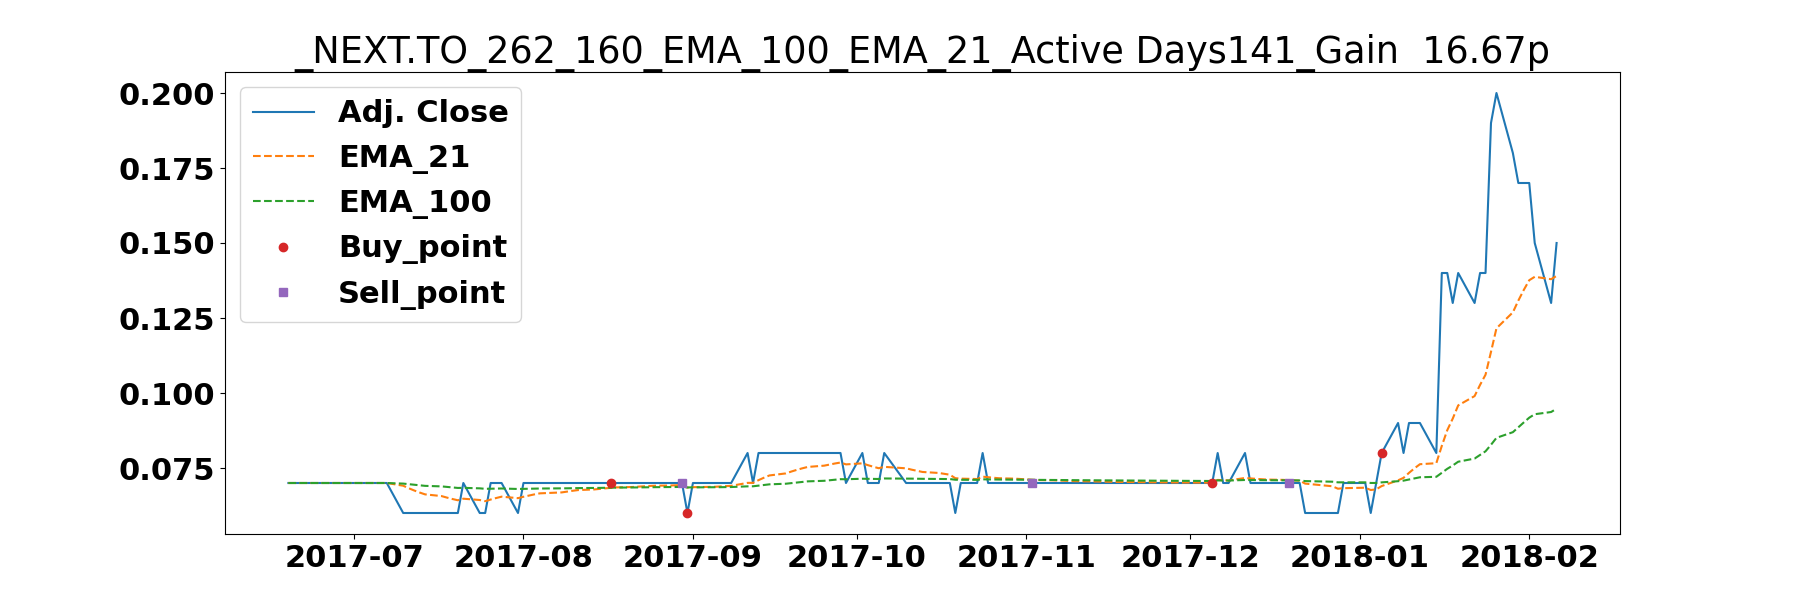 _NEXT.TO_262_160_EMA_100_EMA_21_Active Days141_Gain  16.67p
0.200
0.175
0.150
0.125
0.100
0.075
Adj. Close
EMA_21
EMA_100
Buy_point
Sell_point
2017-07 2017-08 2017-09 2017-10 2017-11 2017-12 2018-01 2018-02